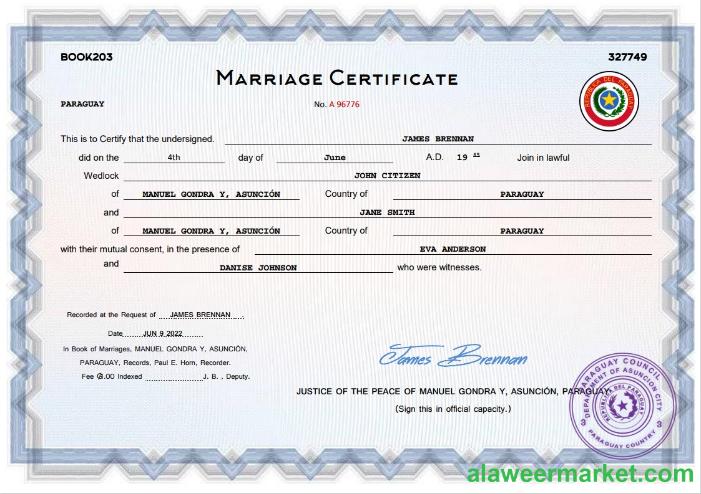 BOOK203
327749
MARRIAGE CERTIFICATE
PARAGUAY
No. A 96776
This is to Certify that the undersigned. JAMES BRENNAN
did on the 4th day of June A.D. 19 Join in lawful
Wedlock JOHN CITIZEN
of MANUEL GONDRA Y, ASUNCIÓN Country of PARAGUAY
and JANE SMITH
of MANUEL GONDRA Y, ASUNCIÓN Country of PARAGUAY
with their mutual consent, in the presence of EVA ANDERSON
and DANISE JOHNSON who were witnesses.
Recorded at the Request of JAMES BRENNAN
Date JUN 9 2022
In Book of Marriages, MANUEL GONDRA Y, ASUNCIÓN.
PARAGUAY, Records, Paul E. Horn, Recorder.
Fee .00 Indexed J. B. . Deputy.
James Brennan
JUSTICE OF THE PEACE OF MANUEL GONDRA Y, ASUNCIÓN, PARAGUAY
(Sign this in official capacity.)
PARAGUAY COUNCIL
DEPARTMENT OF ASUNCION CITY
REPUBLICA DEL PARAGUAY
PARAGUAY COUNTRY
alaweermarket.com